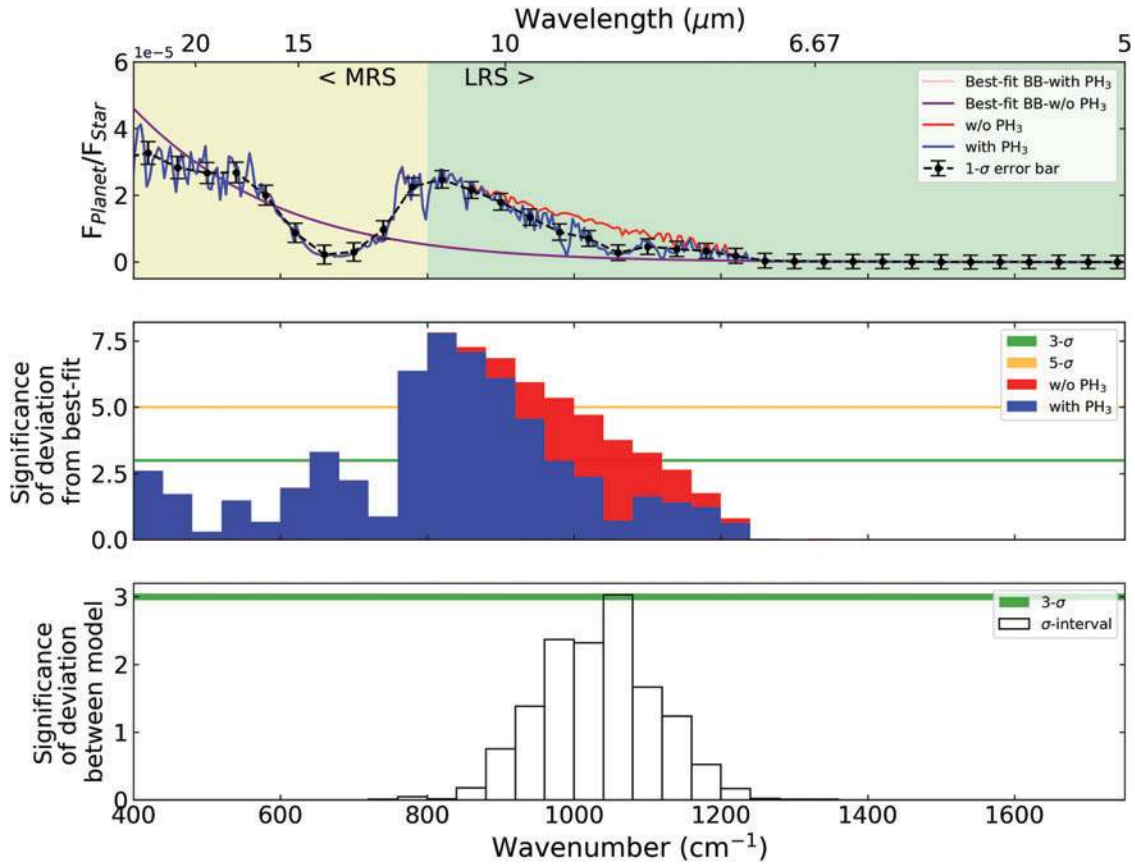 Wavelength (μm)
20 15 10 6.67 5
1e−5
6
4
2
0
F_Planet/F_Star
< MRS LRS >
Best-fit BB-with PH₃
Best-fit BB-w/o PH₃
w/o PH₃
with PH₃
1-σ error bar
7.5
5.0
2.5
0.0
Significance
of deviation
from best-fit
3-σ
5-σ
w/o PH₃
with PH₃
3
2
1
0
Significance
of deviation
between model
3-σ
σ-interval
400 600 800 1000 1200 1400 1600
Wavenumber (cm⁻¹)